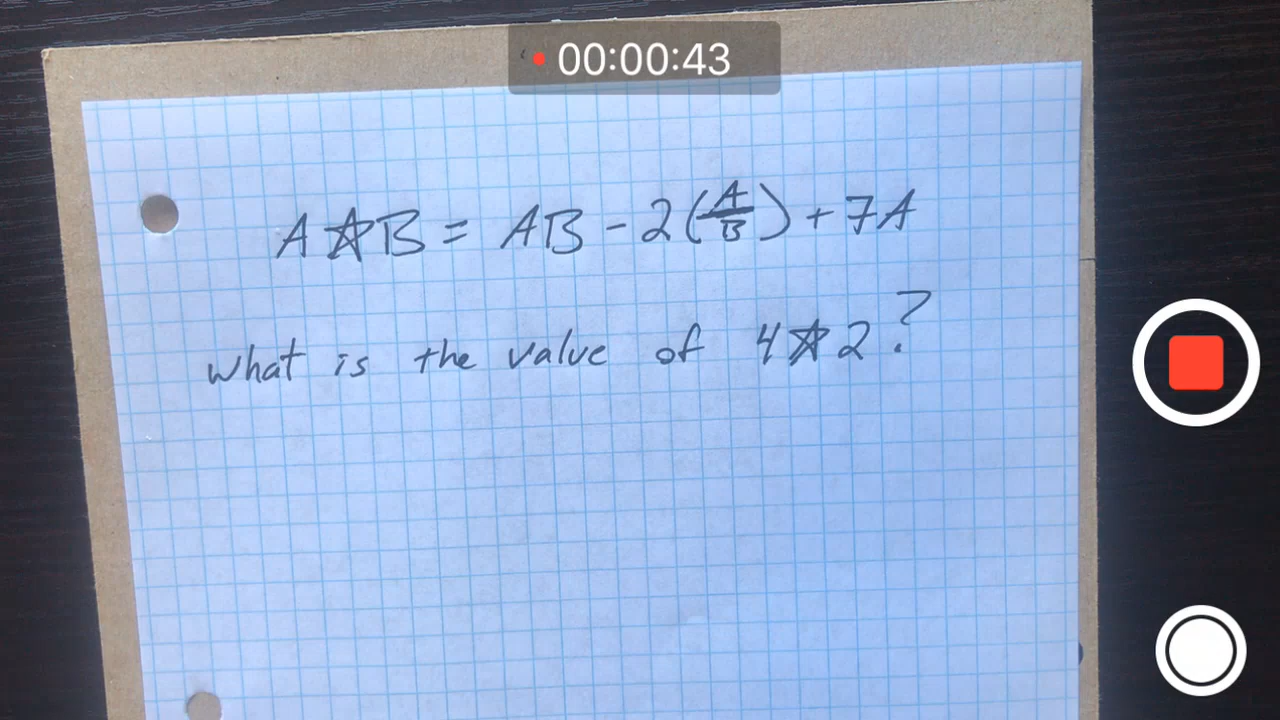 00:00:43
A☆B = AB - 2(A/B) + 7A
what is the value of 4☆2?